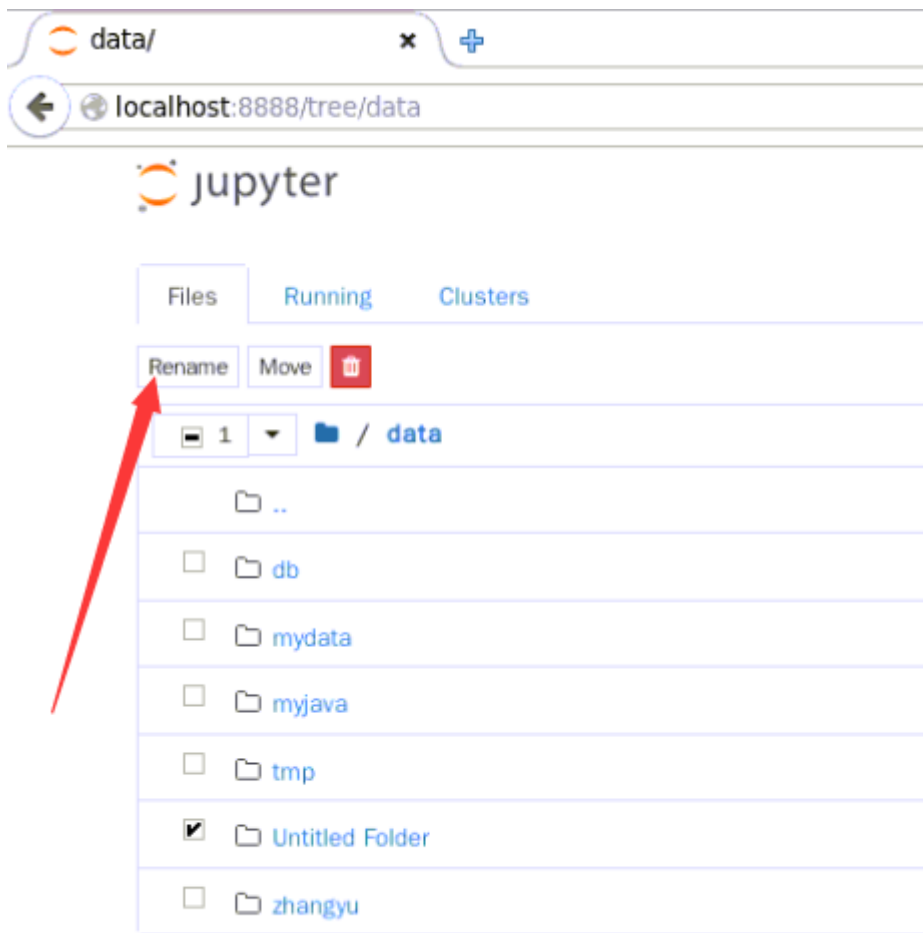 data/
localhost:8888/tree/data
jupyter
Files Running Clusters
Rename Move
1 / data
..
db
mydata
myjava
tmp
Untitled Folder
zhangyu